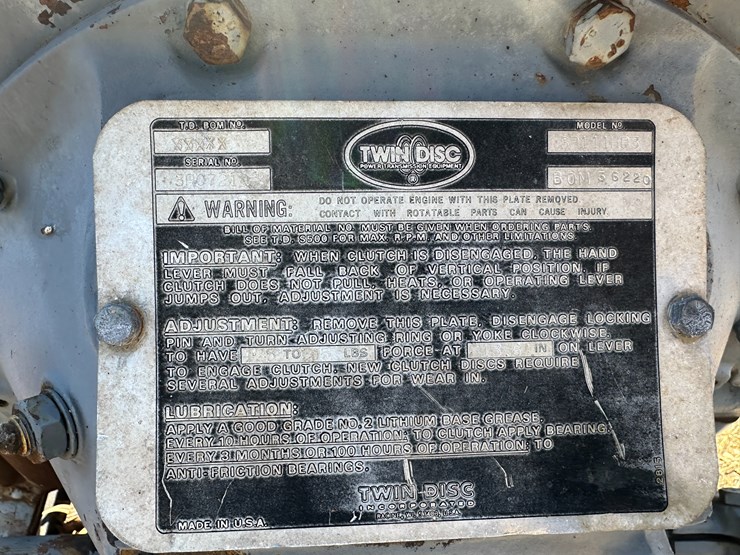 T.D. BOM Nº.
XXXXX
MODEL Nº
SERIAL Nº.
TWIN DISC
POWER TRANSMISSION EQUIPMENT
BOM 56220
WARNING: DO NOT OPERATE ENGINE WITH THIS PLATE REMOVED
CONTACT WITH ROTATABLE PARTS CAN CAUSE INJURY
BILL OF MATERIAL NO. MUST BE GIVEN WHEN ORDERING PARTS.
SEE T.D. S500 FOR MAX. R.P.M. AND OTHER LIMITATIONS.
IMPORTANT: WHEN CLUTCH IS DISENGAGED, THE HAND
LEVER MUST FALL BACK OF VERTICAL POSITION. IF
CLUTCH DOES NOT PULL, HEATS, OR OPERATING LEVER
JUMPS OUT, ADJUSTMENT IS NECESSARY.
ADJUSTMENT: REMOVE THIS PLATE, DISENGAGE LOCKING
PIN AND TURN ADJUSTING RING OR YOKE CLOCKWISE,
TO HAVE TO LBS FORCE AT IN ON LEVER
TO ENGAGE CLUTCH. NEW CLUTCH DISCS REQUIRE
SEVERAL ADJUSTMENTS FOR WEAR IN.
LUBRICATION:
APPLY A GOOD GRADE NO. 2 LITHIUM BASE GREASE,
EVERY 10 HOURS OF OPERATION, TO CLUTCH APPLY BEARING.
EVERY 3 MONTHS OR 100 HOURS OF OPERATION, TO
ANTI-FRICTION BEARINGS.
TWIN DISC
INCORPORATED
MADE IN U.S.A.